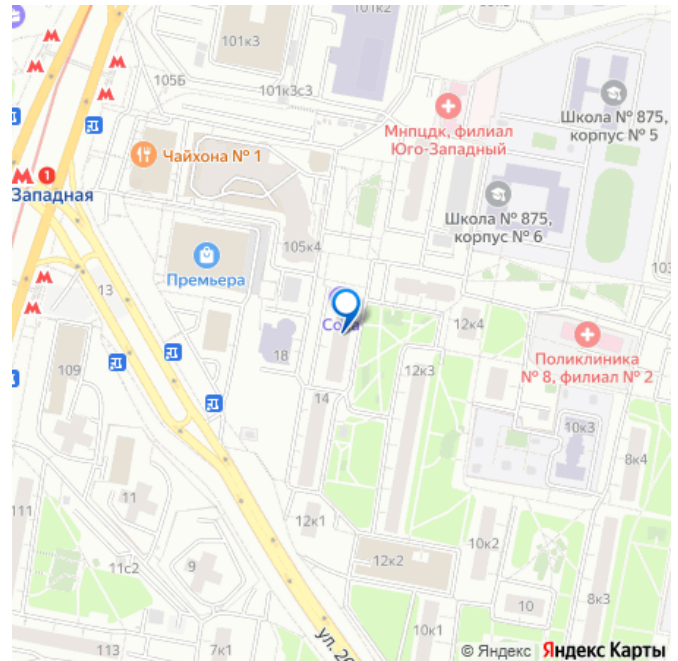 101к2
101к3
105Б
101к3с3
Школа № 875,
корпус № 5
Мнпцдк, филиал
Юго-Западный
Чайхона № 1
1
Западная
Школа № 875,
корпус № 6
105к4
Премьера
103
13
18
12к4
Поликлиника
№ 8, филиал № 2
109
12к3
14
10к3
8к4
11
111
12к1
11с2
9
12к2
10к2
10
8к3
113
7к1
10к1
© Яндекс
Яндекс Карты